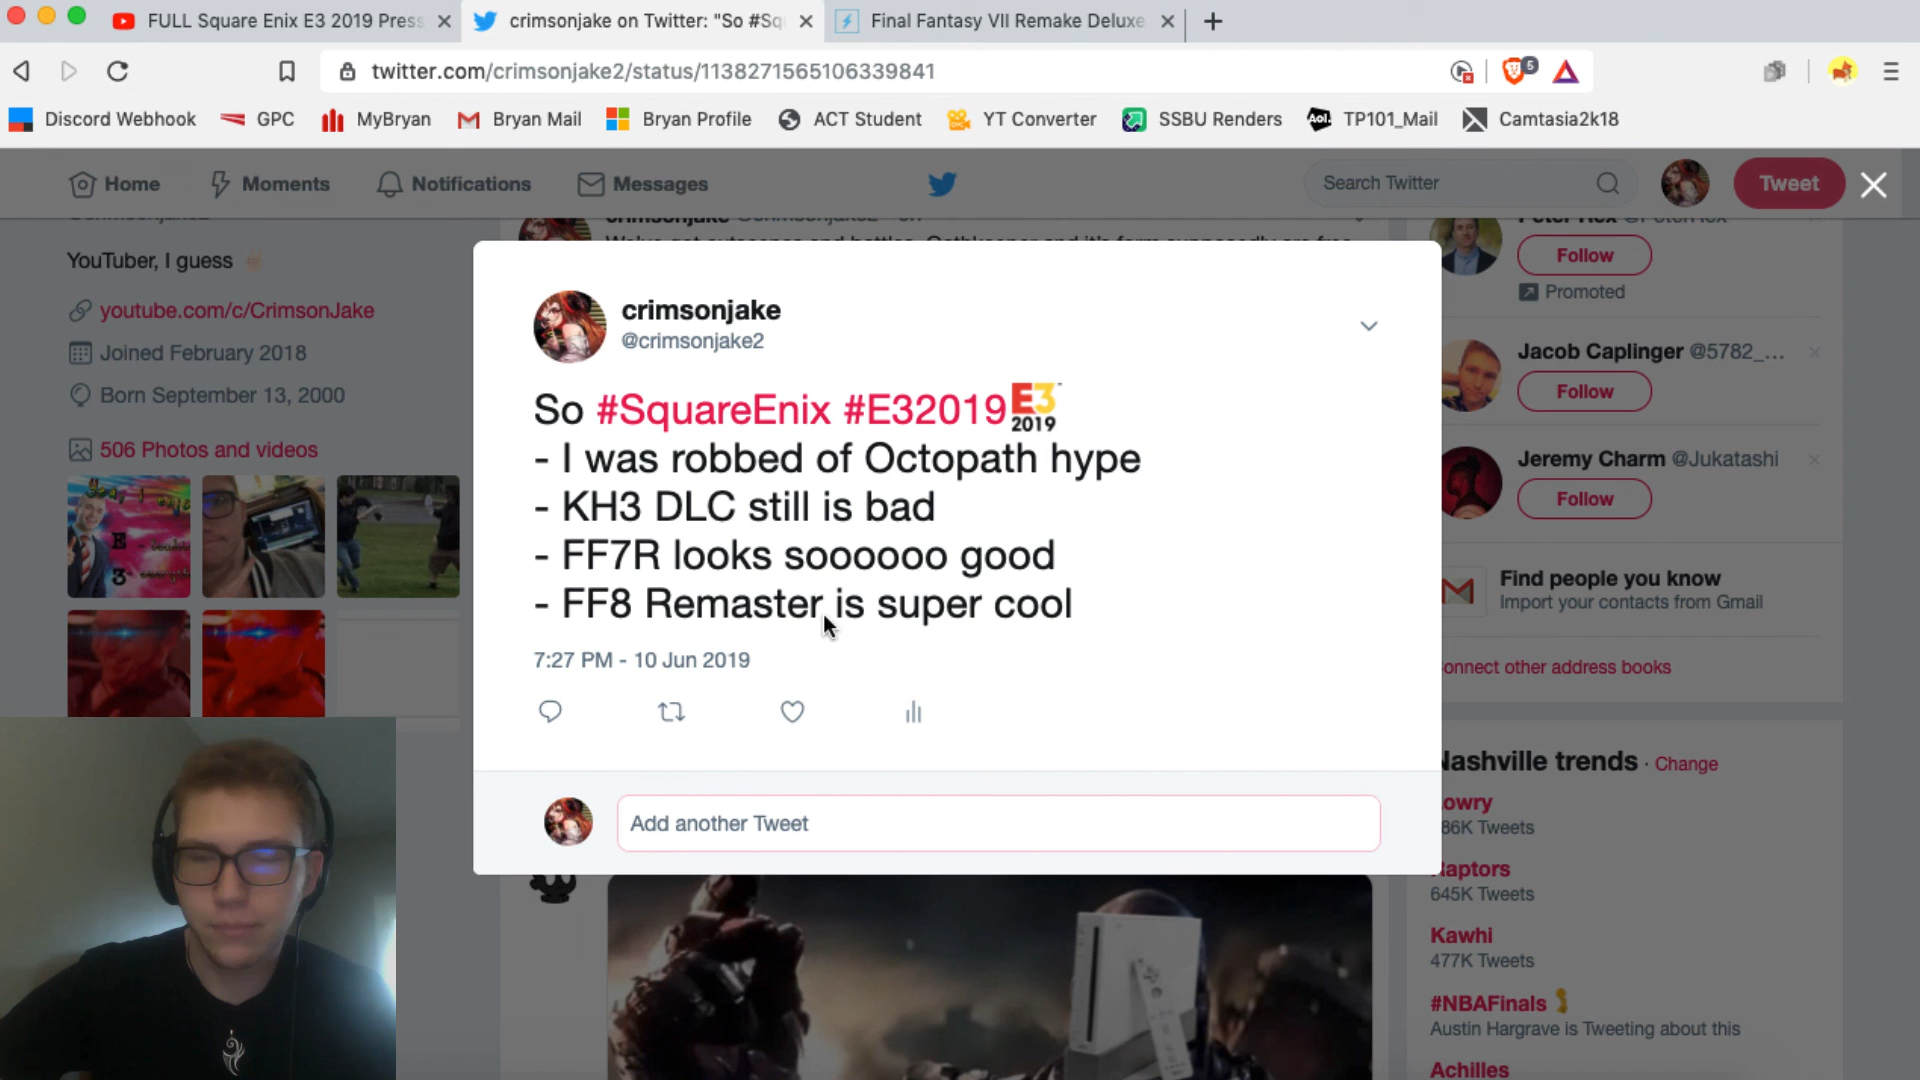 FULL Square Enix E3 2019 Press
crimsonjake on Twitter: "So #Sq
Final Fantasy VII Remake Deluxe
twitter.com/crimsonjake2/status/1138271565106339841
5
Discord Webhook
GPC
MyBryan
Bryan Mail
Bryan Profile
ACT Student
YT Converter
SSBU Renders
Aol.
TP101_Mail
Camtasia2k18
Home
Moments
Notifications
Messages
Search Twitter
Tweet
YouTuber, I guess
youtube.com/c/CrimsonJake
Joined February 2018
Born September 13, 2000
506 Photos and videos
crimsonjake
@crimsonjake2
So #SquareEnix #E32019 E3 2019
- I was robbed of Octopath hype
- KH3 DLC still is bad
- FF7R looks soooooo good
- FF8 Remaster is super cool
7:27 PM - 10 Jun 2019
Add another Tweet
Follow
Promoted
Jacob Caplinger @5782_...
Follow
Jeremy Charm @Jukatashi
Follow
Find people you know
Import your contacts from Gmail
onnect other address books
Nashville trends · Change
owry
86K Tweets
Raptors
645K Tweets
Kawhi
477K Tweets
#NBAFinals
Austin Hargrave is Tweeting about this
Achilles